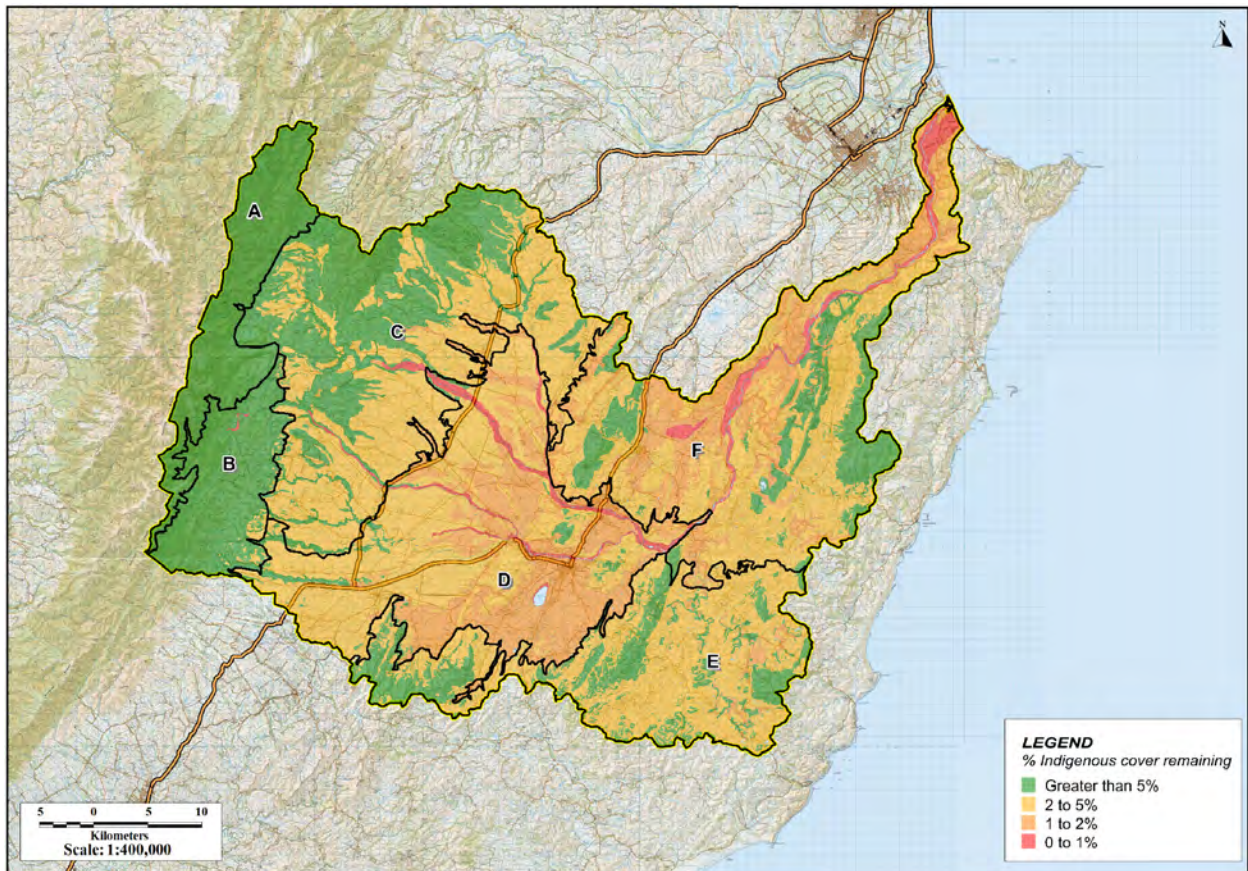 N
A
C
B
F
D
E
LEGEND
% Indigenous cover remaining
Greater than 5%
2 to 5%
1 to 2%
0 to 1%
5 0 5 10
Kilometers
Scale: 1:400,000